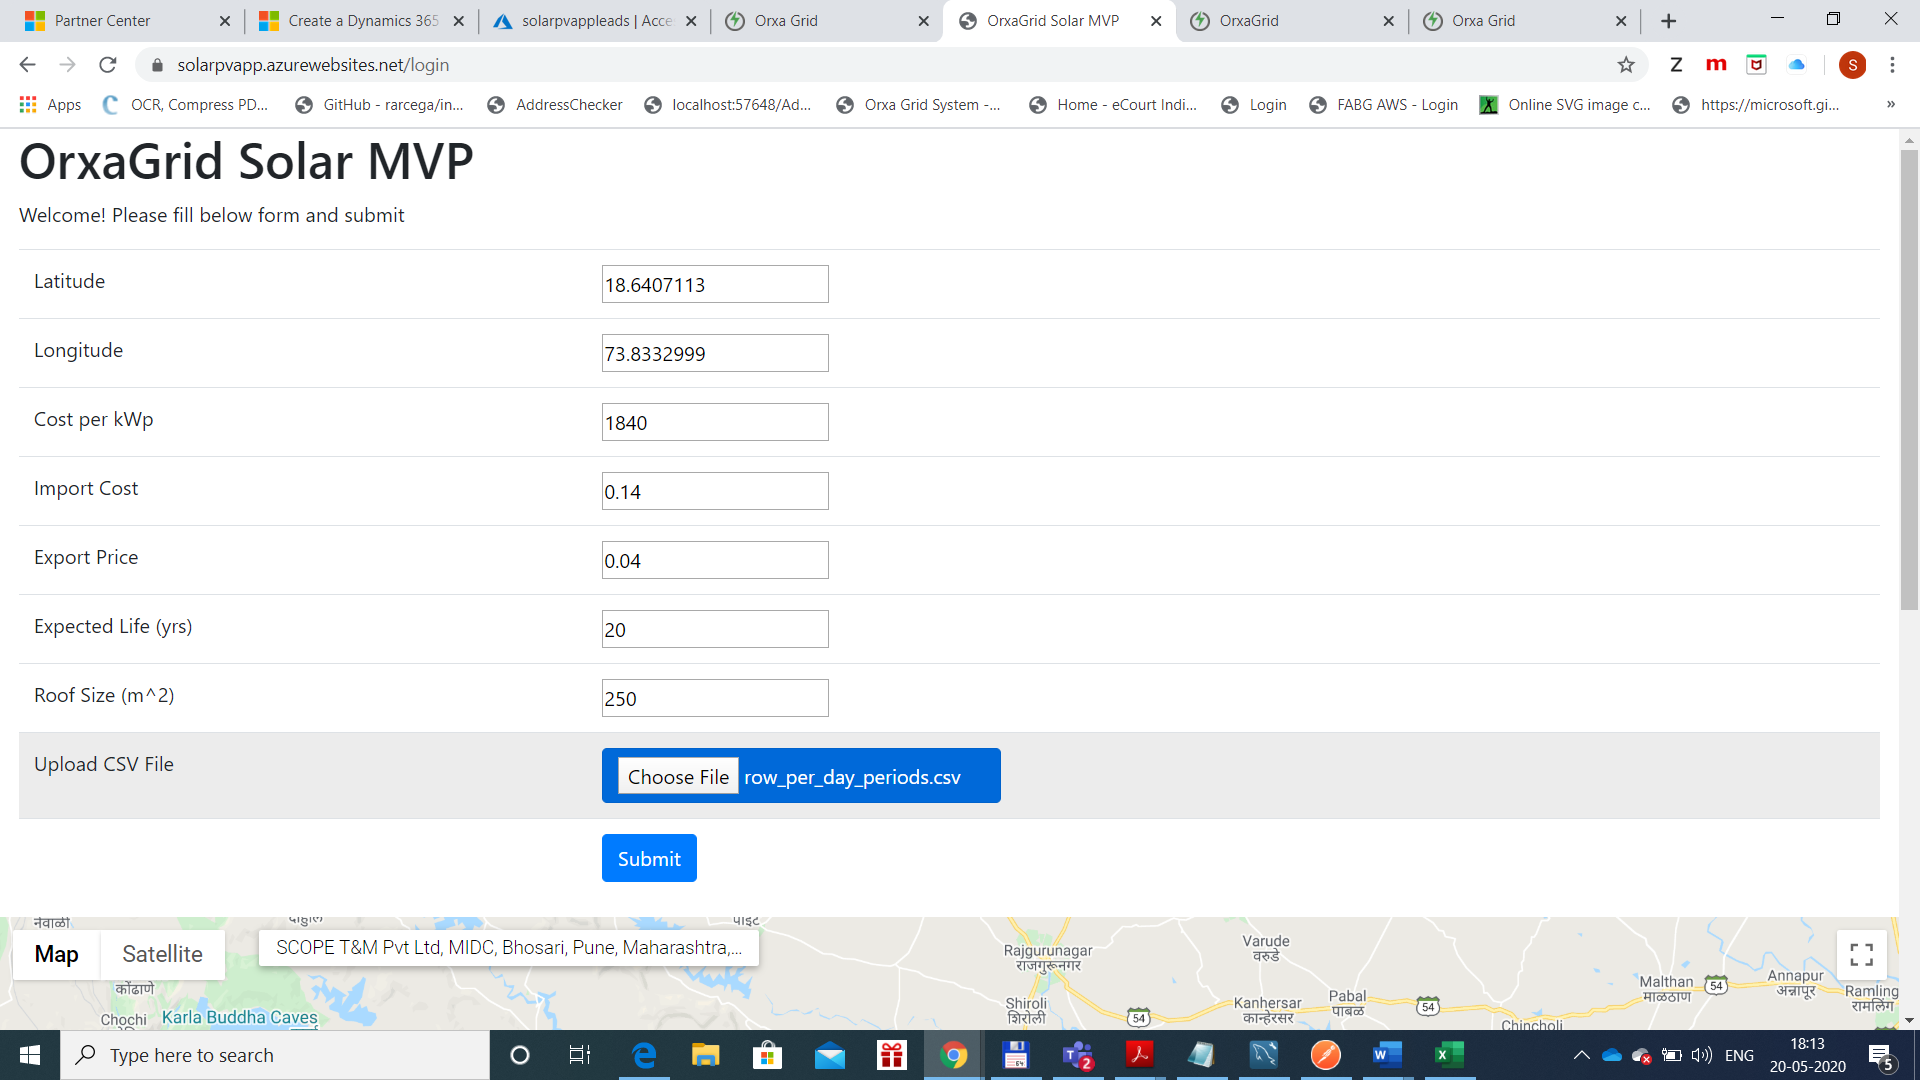 Partner Center
Create a Dynamics 365
solarpvappleads | Acce
Orxa Grid
OrxaGrid Solar MVP
OrxaGrid
Orxa Grid
solarpvapp.azurewebsites.net/login
S
Apps
OCR, Compress PD...
GitHub - rarcega/in...
AddressChecker
localhost:57648/Ad...
Orxa Grid System -...
Home - eCourt Indi...
Login
FABG AWS - Login
Online SVG image c...
https://microsoft.gi...
»
OrxaGrid Solar MVP
Welcome! Please fill below form and submit
Latitude
18.6407113
Longitude
73.8332999
Cost per kWp
1840
Import Cost
0.14
Export Price
0.04
Expected Life (yrs)
20
Roof Size (m^2)
250
Upload CSV File
Choose File row_per_day_periods.csv
Submit
Map
Satellite
SCOPE T&M Pvt Ltd, MIDC, Bhosari, Pune, Maharashtra,...
नवाळी
कोंढाणे
Chochi
Karla Buddha Caves
पाइट
Rajgurunagar
राजगुरूनगर
Shiroli
शिरोली
54
Varude
वरुडे
Kanhersar
कान्हेरसर
Pabal
पाबळ
54
Chincholi
Malthan
माळठाण
54
Annapur
अन्नापूर
Ramling
रामलिंग
Type here to search
2
ENG
18:13
20-05-2020
5